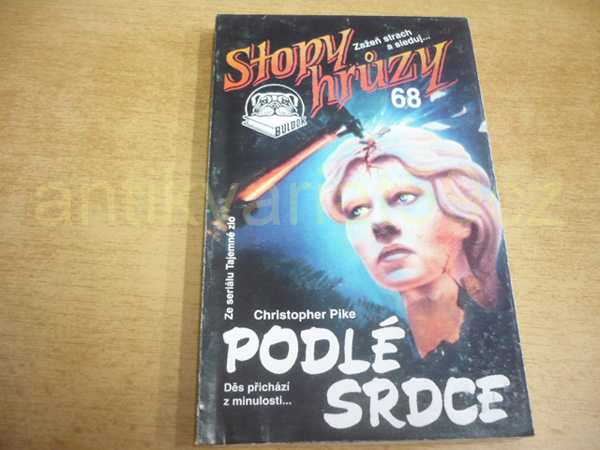 Zažeň strach
a sleduj...
Stopy
hrůzy
68
BULDOK
Ze seriálu Tajemné zlo
Christopher Pike
PODLÉ
SRDCE
Děs přichází
z minulosti...